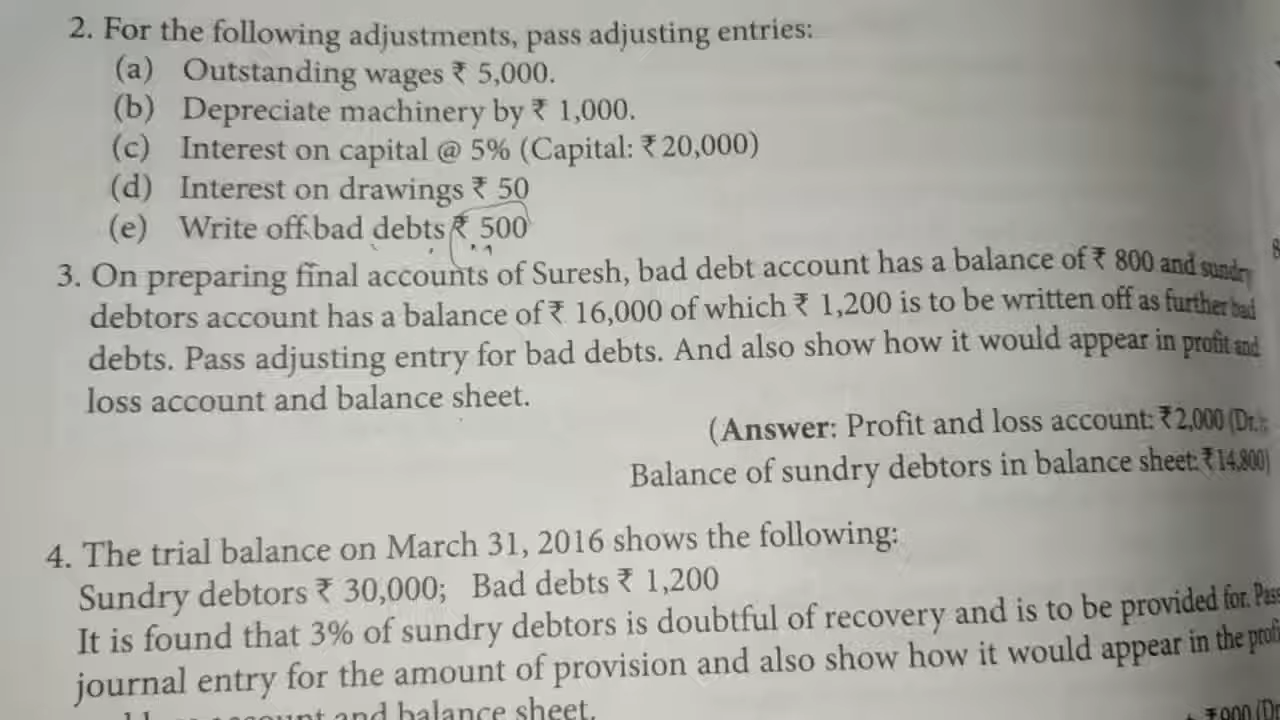 2. For the following adjustments, pass adjusting entries:
(a) Outstanding wages ₹ 5,000.
(b) Depreciate machinery by ₹ 1,000.
(c) Interest on capital @ 5% (Capital: ₹ 20,000)
(d) Interest on drawings ₹ 50
(e) Write off bad debts ₹ 500
3. On preparing final accounts of Suresh, bad debt account has a balance of ₹ 800 and sundry
debtors account has a balance of ₹ 16,000 of which ₹ 1,200 is to be written off as further bad
debts. Pass adjusting entry for bad debts. And also show how it would appear in profit and
loss account and balance sheet.
(Answer: Profit and loss account: ₹ 2,000 (Dr.);
Balance of sundry debtors in balance sheet: ₹ 14,800)
4. The trial balance on March 31, 2016 shows the following:
Sundry debtors ₹ 30,000; Bad debts ₹ 1,200
It is found that 3% of sundry debtors is doubtful of recovery and is to be provided for. Pass
journal entry for the amount of provision and also show how it would appear in the profi
account and balance sheet.
₹ 900 (Dr